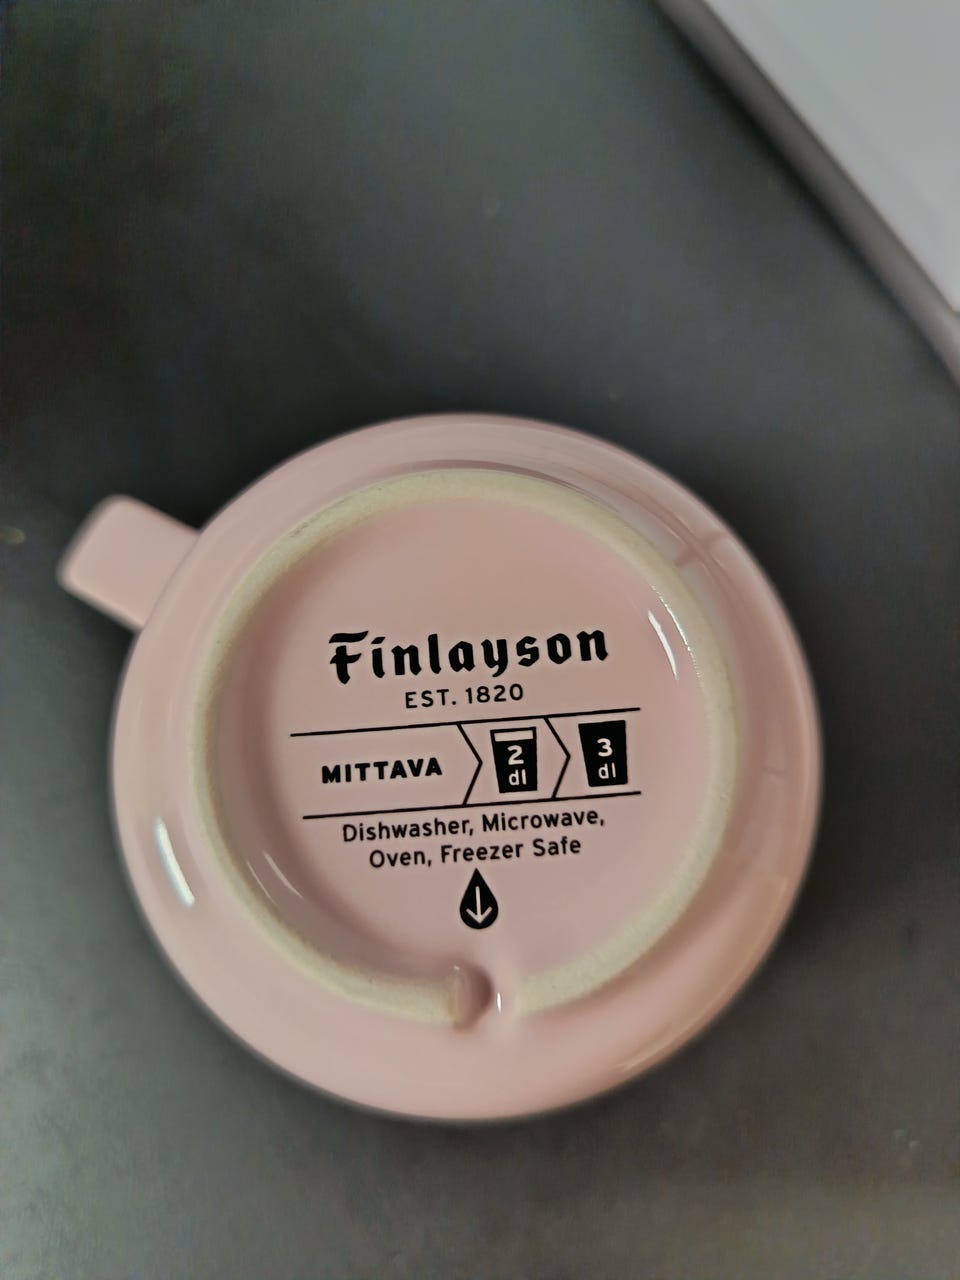 Finlayson
EST. 1820
MITTAVA 2 dl 3 dl
Dishwasher, Microwave,
Oven, Freezer Safe